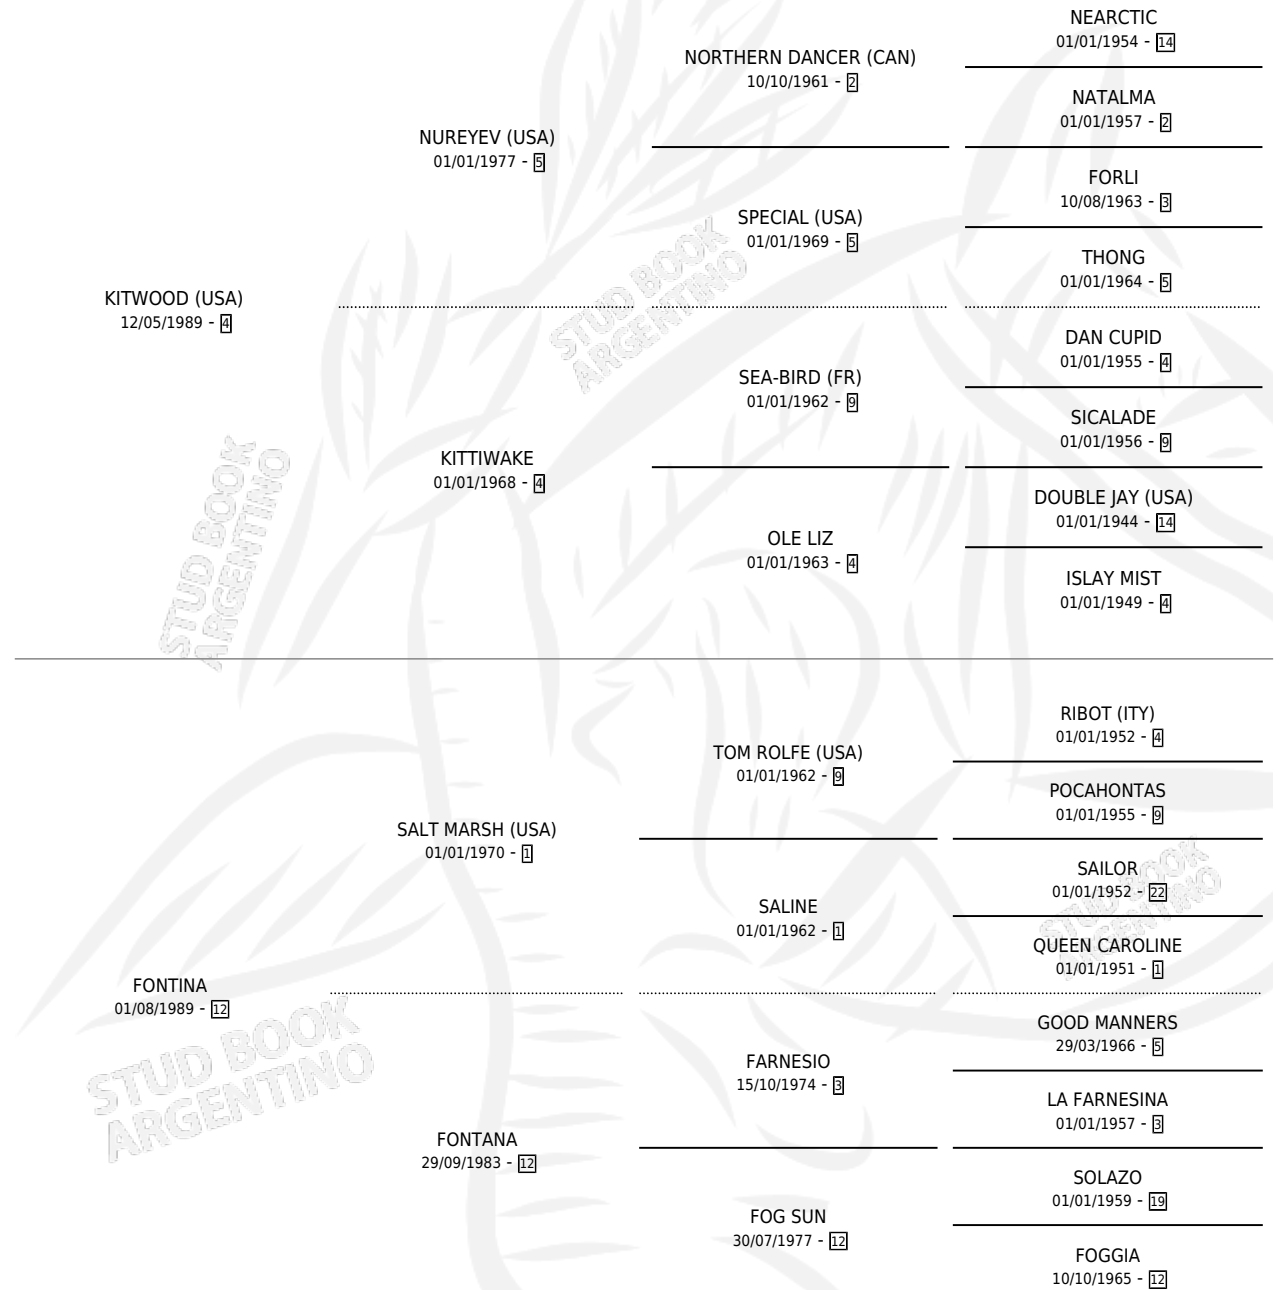 NEARCTIC
01/01/1954 - 14
NORTHERN DANCER (CAN)
10/10/1961 - 2
NATALMA
01/01/1957 - 2
NUREYEV (USA)
01/01/1977 - 5
FORLI
10/08/1963 - 3
SPECIAL (USA)
01/01/1969 - 5
THONG
01/01/1964 - 5
KITWOOD (USA)
12/05/1989 - 4
DAN CUPID
01/01/1955 - 4
SEA-BIRD (FR)
01/01/1962 - 9
SICALADE
01/01/1956 - 9
KITTIWAKE
01/01/1968 - 4
DOUBLE JAY (USA)
01/01/1944 - 14
OLE LIZ
01/01/1963 - 4
ISLAY MIST
01/01/1949 - 4
RIBOT (ITY)
01/01/1952 - 4
TOM ROLFE (USA)
01/01/1962 - 9
POCAHONTAS
01/01/1955 - 9
SALT MARSH (USA)
01/01/1970 - 1
SAILOR
01/01/1952 - 22
SALINE
01/01/1962 - 1
QUEEN CAROLINE
01/01/1951 - 1
FONTINA
01/08/1989 - 12
GOOD MANNERS
29/03/1966 - 5
FARNESIO
15/10/1974 - 3
LA FARNESINA
01/01/1957 - 3
FONTANA
29/09/1983 - 12
SOLAZO
01/01/1959 - 19
FOG SUN
30/07/1977 - 12
FOGGIA
10/10/1965 - 12
STUD BOOK
ARGENTINO
STUD BOOK
ARGENTINO
STUD BOOK
ARGENTINO
STUD BOOK
ARGENTINO